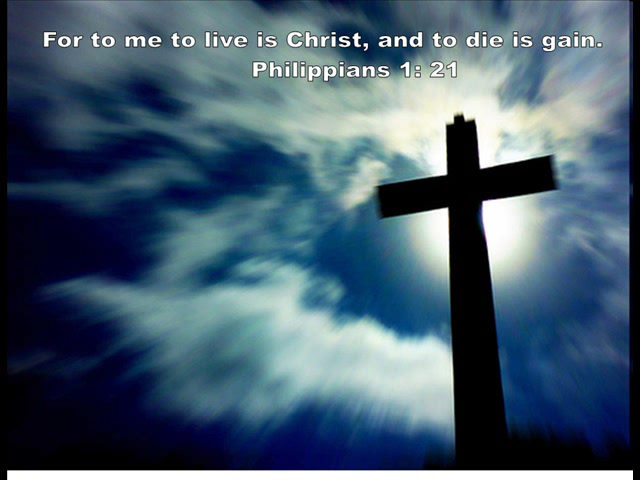 For to me to live is Christ, and to die is gain.
Philippians 1: 21